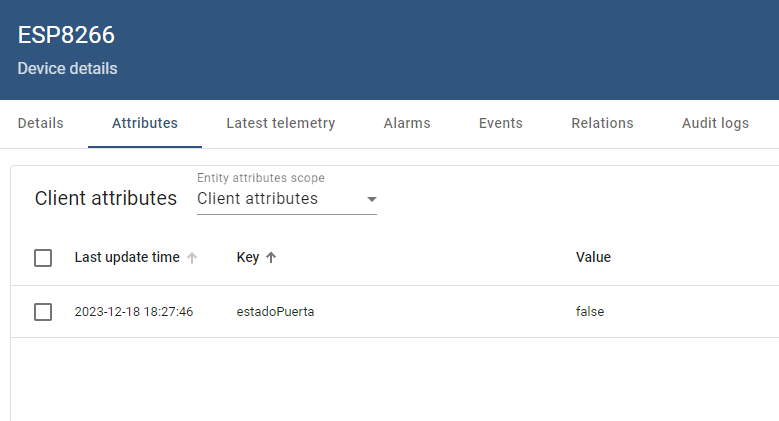 ESP8266
Device details
Details Attributes Latest telemetry Alarms Events Relations Audit logs
Entity attributes scope
Client attributes Client attributes
Last update time Key Value
2023-12-18 18:27:46 estadoPuerta false